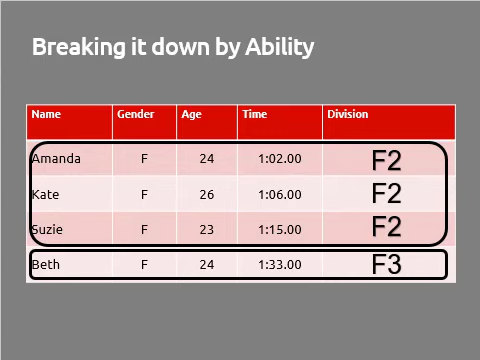 Breaking it down by Ability
Name Gender Age Time Division
Amanda F 24 1:02.00 F2
Kate F 26 1:06.00 F2
Suzie F 23 1:15.00 F2
Beth F 24 1:33.00 F3